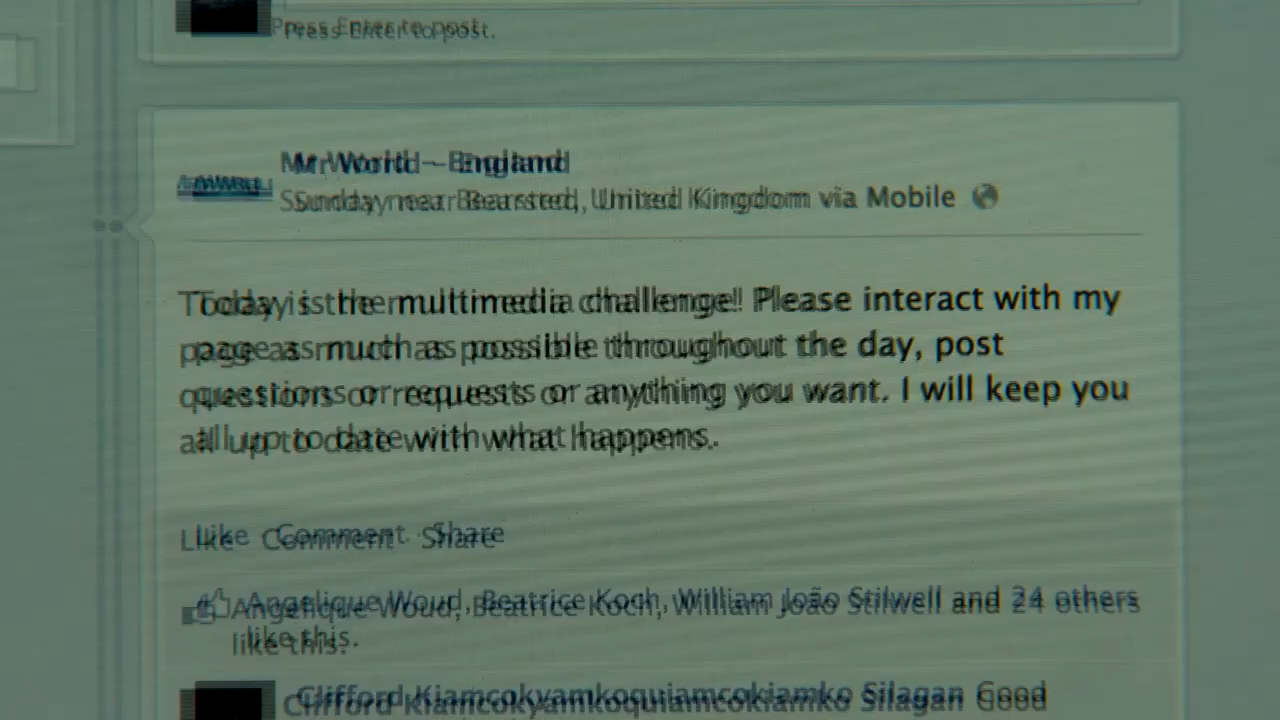 Press Enter to post.
Mr World – England
Sunday near Bearsted, United Kingdom via Mobile
Today is the multimedia challenge! Please interact with my
page as much as possible throughout the day, post
questions or requests or anything you want. I will keep you
all up to date with what happens.
Like Comment Share
Angelique Woud, Beatrice Koch, William João Stilwell and 24 others
like this.
Clifford Silagan Good